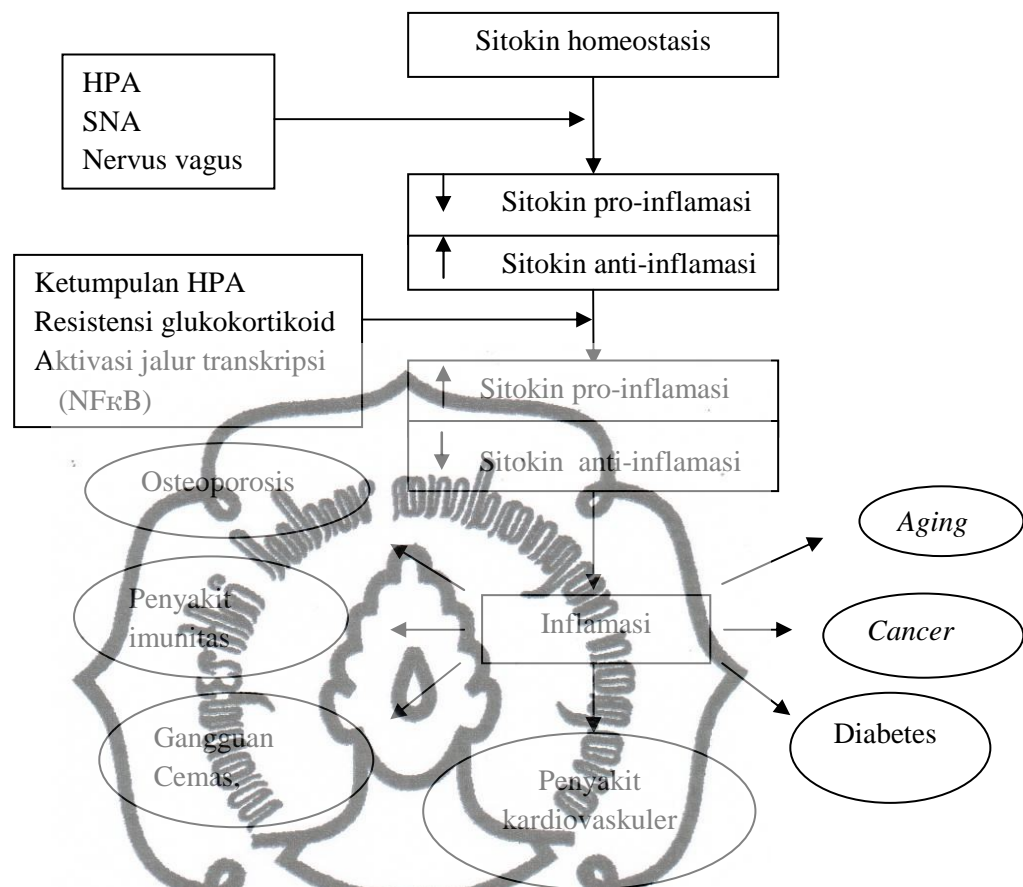 Sitokin homeostasis
HPA
SNA
Nervus vagus
Sitokin pro-inflamasi
Sitokin anti-inflamasi
Ketumpulan HPA
Resistensi glukokortikoid
Aktivasi jalur transkripsi
(NFκB)
Sitokin pro-inflamasi
Sitokin anti-inflamasi
Osteoporosis
Aging
Penyakit
imunitas
Inflamasi
Cancer
Gangguan
Cemas.
Diabetes
Penyakit
kardiovaskuler